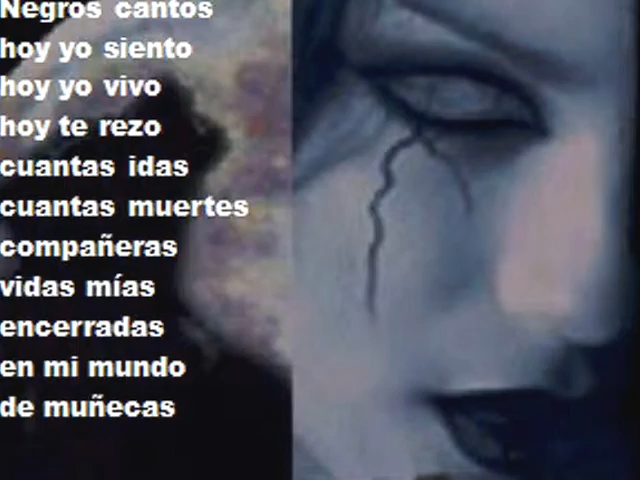 Negros cantos
hoy yo siento
hoy yo vivo
hoy te rezo
cuantas idas
cuantas muertes
compañeras
vidas mías
encerradas
en mi mundo
de muñecas